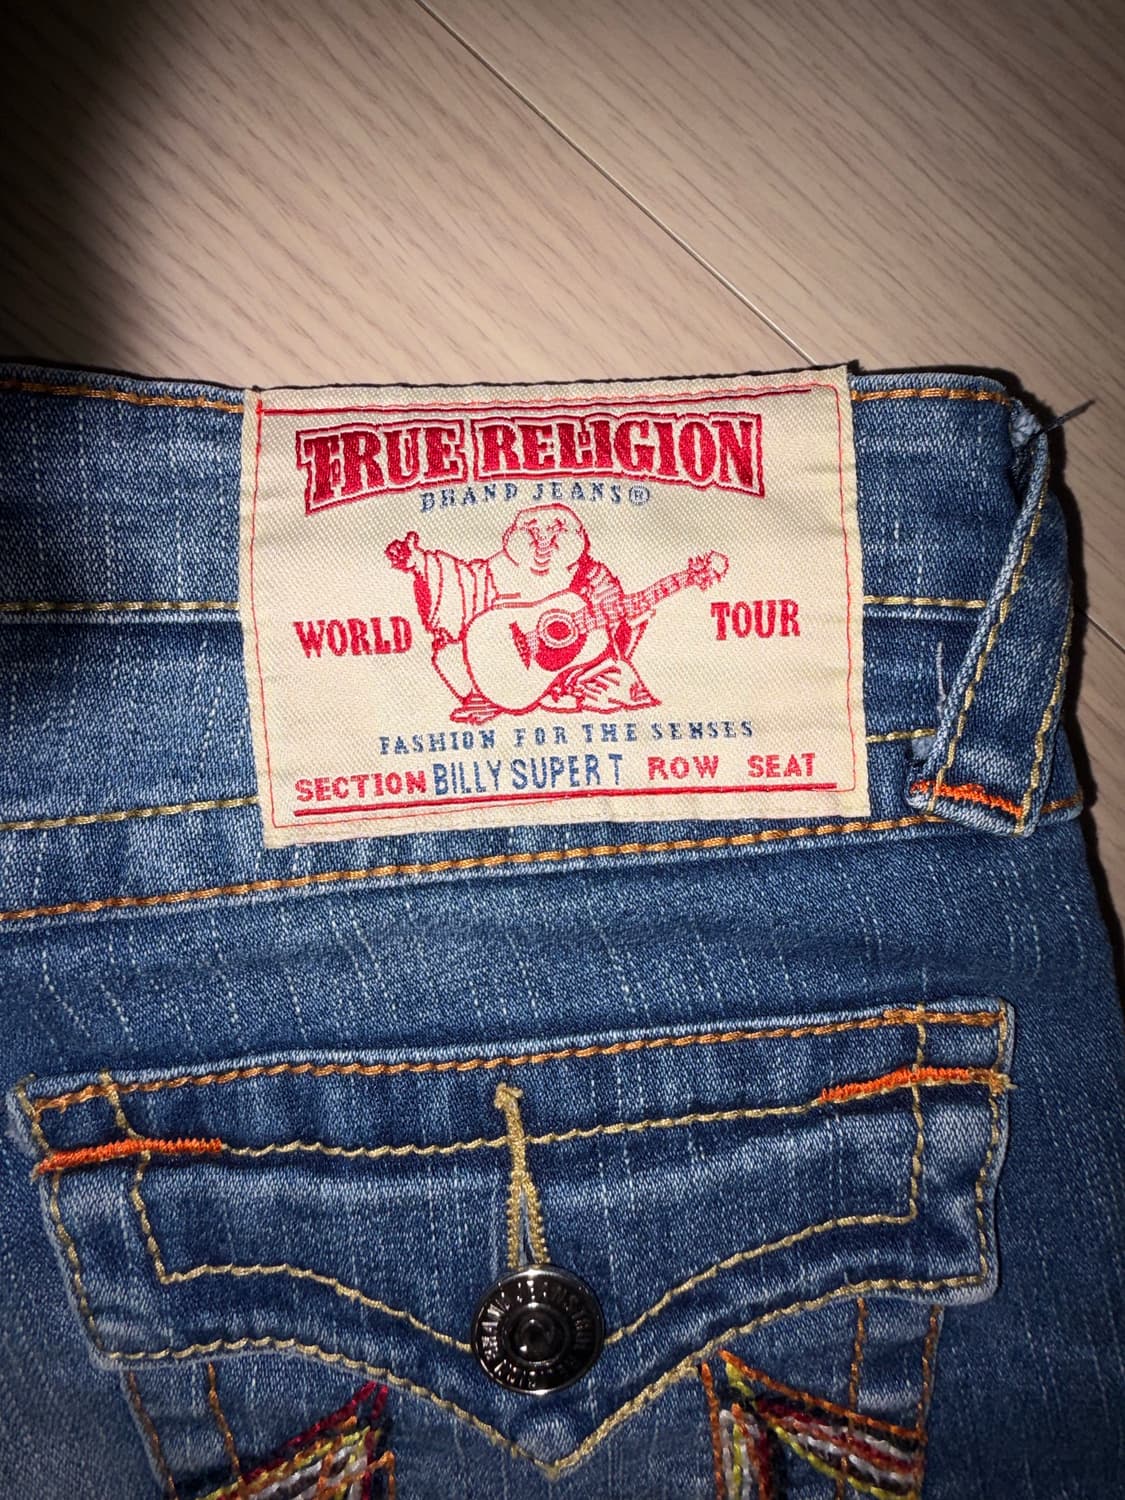 TRUE RELIGION
BRAND JEANS®
WORLD TOUR
FASHION FOR THE SENSES
SECTION BILLY SUPER T ROW SEAT